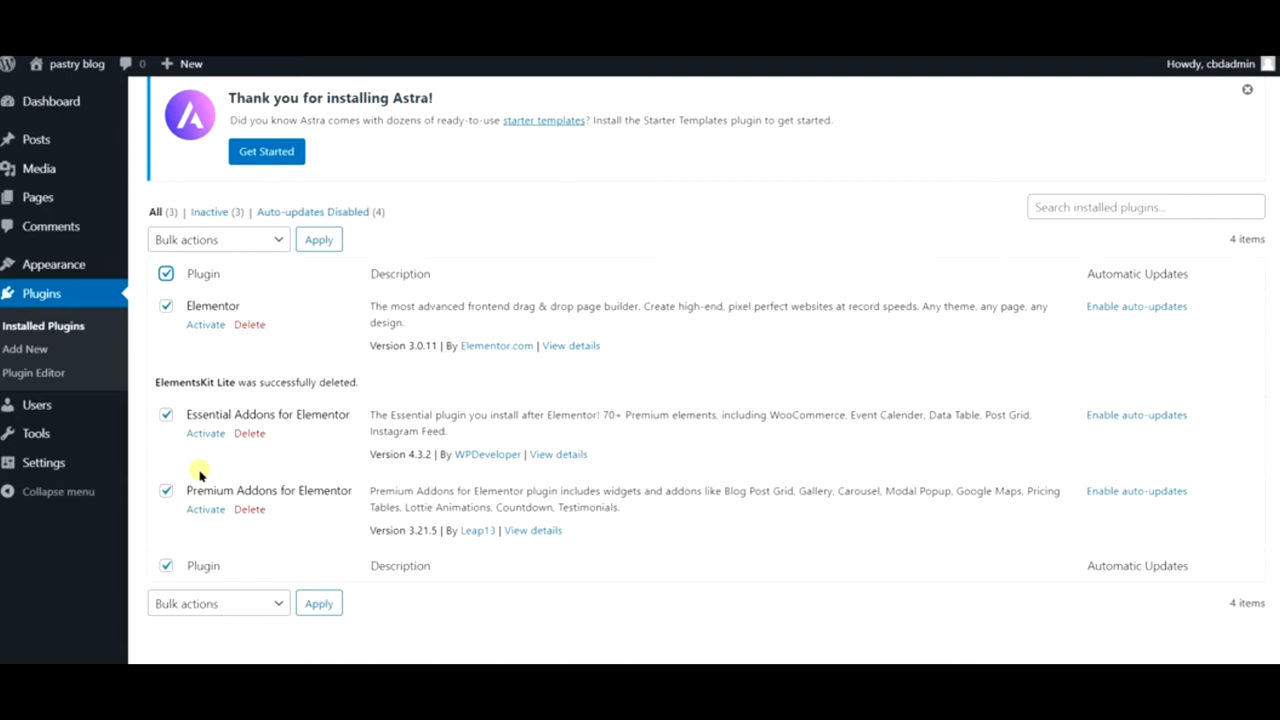 pastry blog 0 New Howdy, cbdadmin
Dashboard
Posts
Media
Pages
Comments
Appearance
Plugins
Installed Plugins
Add New
Plugin Editor
Users
Tools
Settings
Collapse menu
Thank you for installing Astra!
Did you know Astra comes with dozens of ready-to-use starter templates? Install the Starter Templates plugin to get started.
Get Started
All (3) | Inactive (3) | Auto-updates Disabled (4)
Search installed plugins...
Bulk actions Apply 4 items
Plugin Description Automatic Updates
Elementor The most advanced frontend drag & drop page builder. Create high-end, pixel perfect websites at record speeds. Any theme, any page, any Enable auto-updates
Activate Delete design.
Version 3.0.11 | By Elementor.com | View details
ElementsKit Lite was successfully deleted.
Essential Addons for Elementor The Essential plugin you install after Elementor! 70+ Premium elements, including WooCommerce, Event Calender, Data Table, Post Grid, Enable auto-updates
Activate Delete Instagram Feed.
Version 4.3.2 | By WPDeveloper | View details
Premium Addons for Elementor Premium Addons for Elementor plugin includes widgets and addons like Blog Post Grid, Gallery, Carousel, Modal Popup, Google Maps, Pricing Enable auto-updates
Activate Delete Tables, Lottie Animations, Countdown, Testimonials.
Version 3.21.5 | By Leap13 | View details
Plugin Description Automatic Updates
Bulk actions Apply 4 items